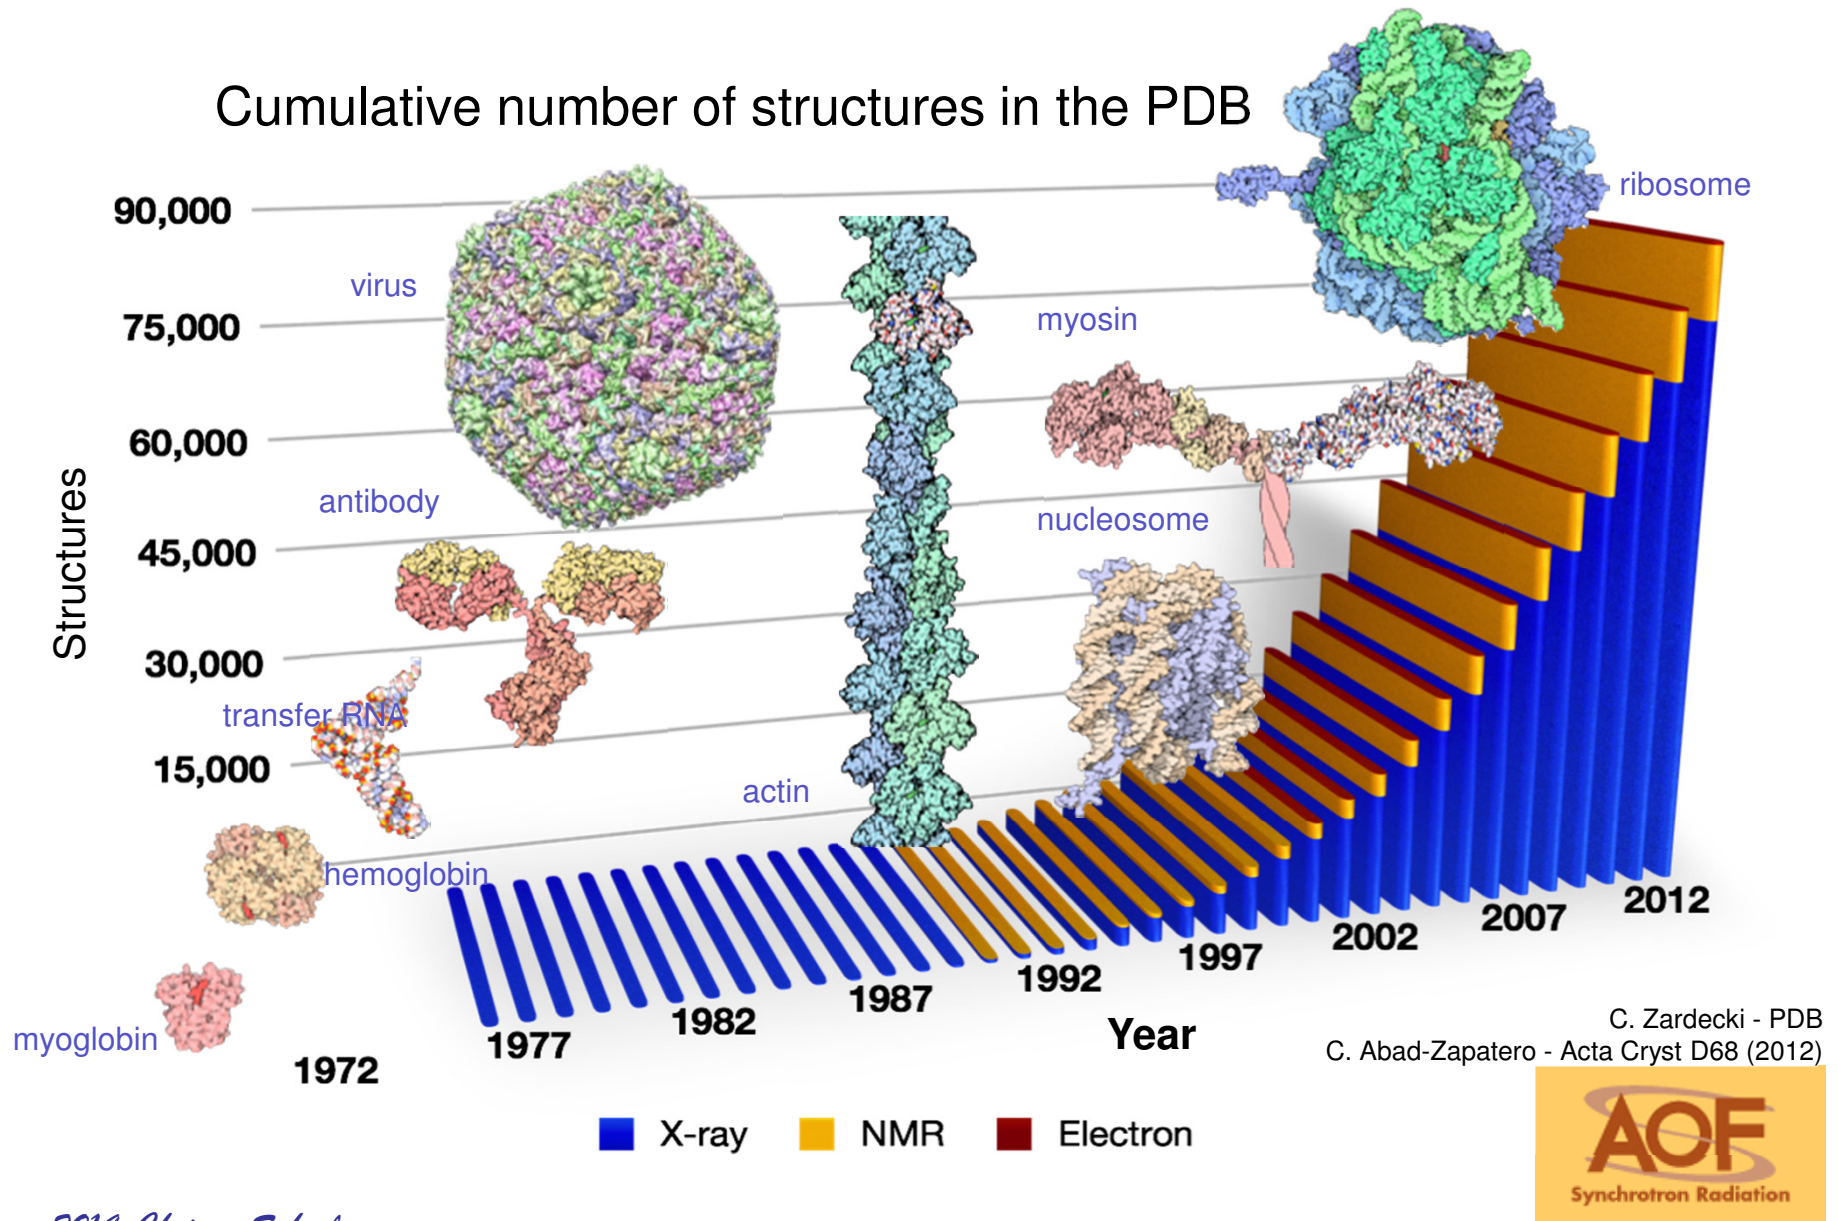 Cumulative number of structures in the PDB
90,000
75,000
60,000
45,000
30,000
15,000
Structures
virus
antibody
transfer RNA
hemoglobin
myoglobin
actin
myosin
nucleosome
ribosome
1972
1977
1982
1987
1992
1997
2002
2007
2012
Year
C. Zardecki - PDB
C. Abad-Zapatero - Acta Cryst D68 (2012)
X-ray
NMR
Electron
AOF
Synchrotron Radiation